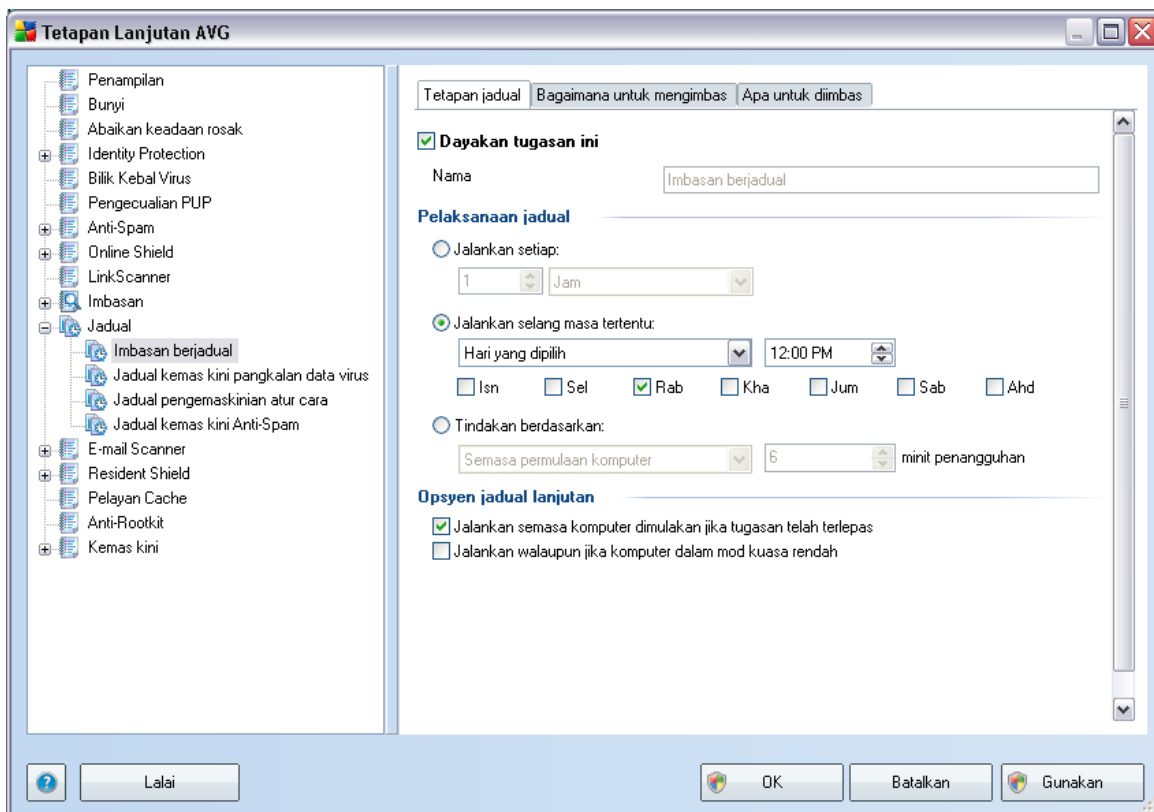 Tetapan Lanjutan AVG
Penampilan
Bunyi
Abaikan keadaan rosak
Identity Protection
Bilik Kebal Virus
Pengecualian PUP
Anti-Spam
Online Shield
LinkScanner
Imbasan
Jadual
Imbasan berjadual
Jadual kemas kini pangkalan data virus
Jadual pengemaskinian atur cara
Jadual kemas kini Anti-Spam
E-mail Scanner
Resident Shield
Pelayan Cache
Anti-Rootkit
Kemas kini
Tetapan jadual Bagaimana untuk mengimbas Apa untuk diimbas
Dayakan tugasan ini
Nama Imbasan berjadual
Pelaksanaan jadual
Jalankan setiap:
1 Jam
Jalankan selang masa tertentu:
Hari yang dipilih 12:00 PM
Isn Sel Rab Kha Jum Sab Ahd
Tindakan berdasarkan:
Semasa permulaan komputer 6 minit penangguhan
Opsyen jadual lanjutan
Jalankan semasa komputer dimulakan jika tugasan telah terlepas
Jalankan walaupun jika komputer dalam mod kuasa rendah
? Lalai OK Batalkan Gunakan